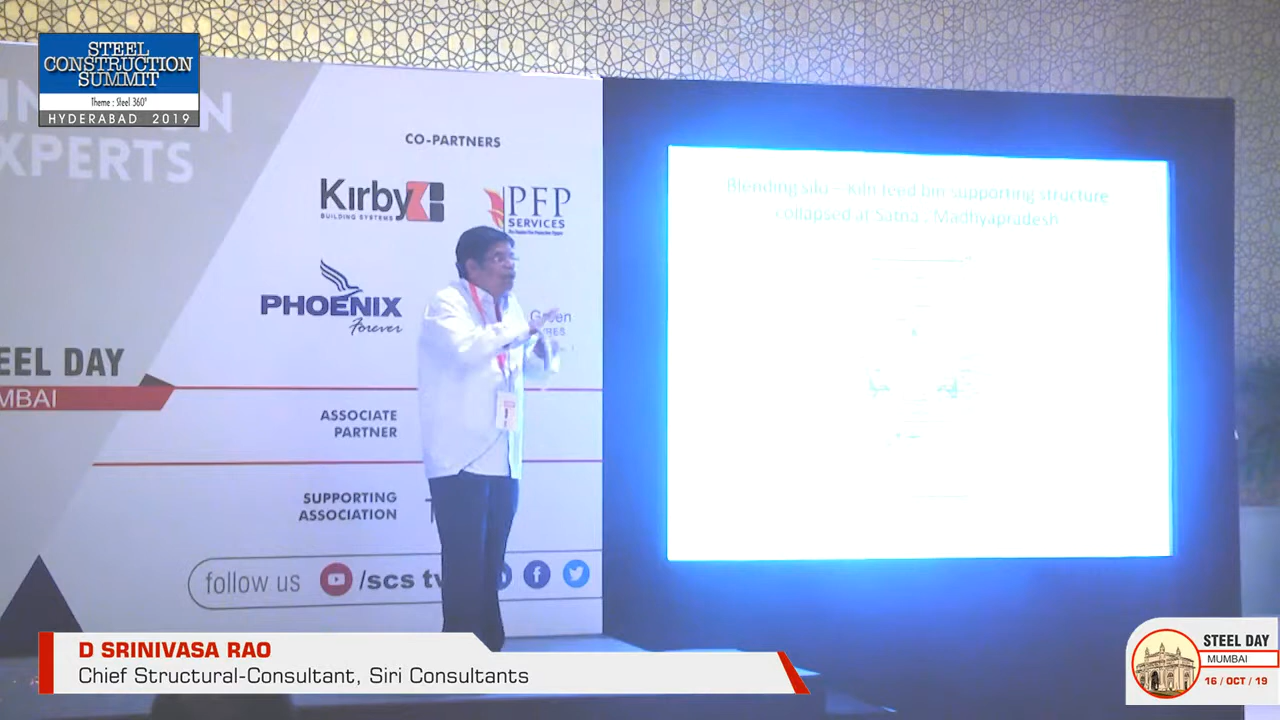 STEEL
CONSTRUCTION
SUMMIT
Theme : Steel 360°
HYDERABAD 2019
ON
XPERTS
CO-PARTNERS
Kirby
BUILDING SYSTEMS
PFP
SERVICES
PHOENIX
Forever
EEL DAY
MBAI
ASSOCIATE
PARTNER
SUPPORTING
ASSOCIATION
follow us
/scs tv
Blending silo – Kiln feed bin supporting structure
collapsed at Satna , Madhyapradesh
D SRINIVASA RAO
Chief Structural-Consultant, Siri Consultants
STEEL DAY
MUMBAI
16 / OCT / 19